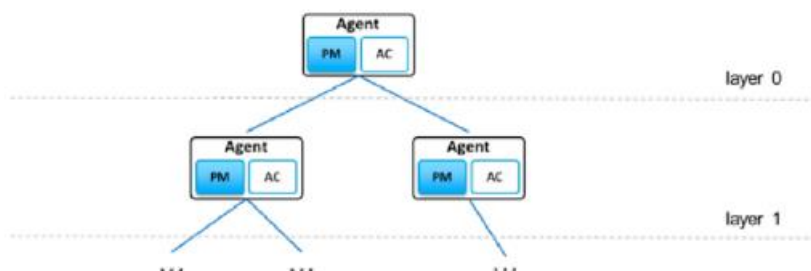 Agent
PM AC
layer 0
Agent Agent
PM AC PM AC
layer 1